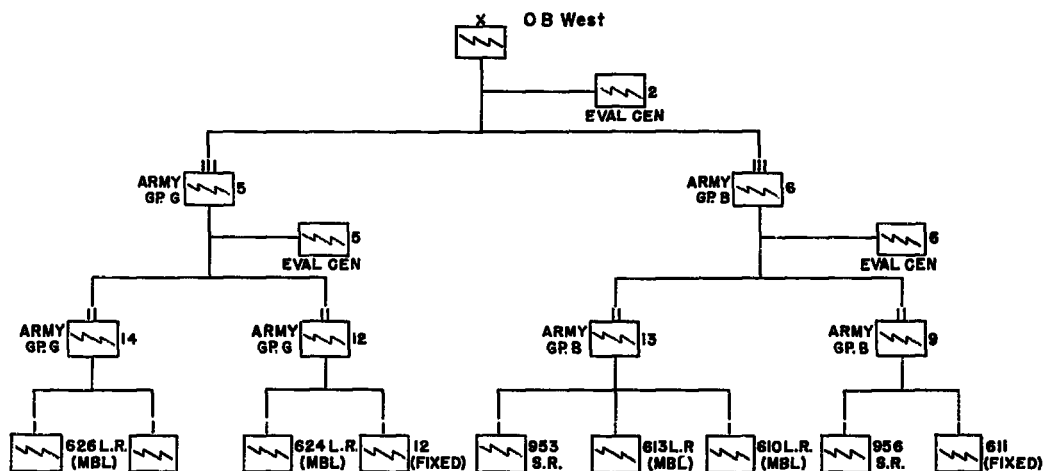 X OB West
2
EVAL CEN
ARMY GP. G
5
ARMY GP. B
6
5
EVAL CEN
6
EVAL CEN
ARMY GP. G
14
ARMY GP. G
12
ARMY GP. B
13
ARMY GP. B
9
626 L.R. (MBL)
624 L.R. (MBL)
12 (FIXED)
953 S.R.
613 L.R (MBL)
610 L.R. (MBL)
956 S.R.
611 (FIXED)